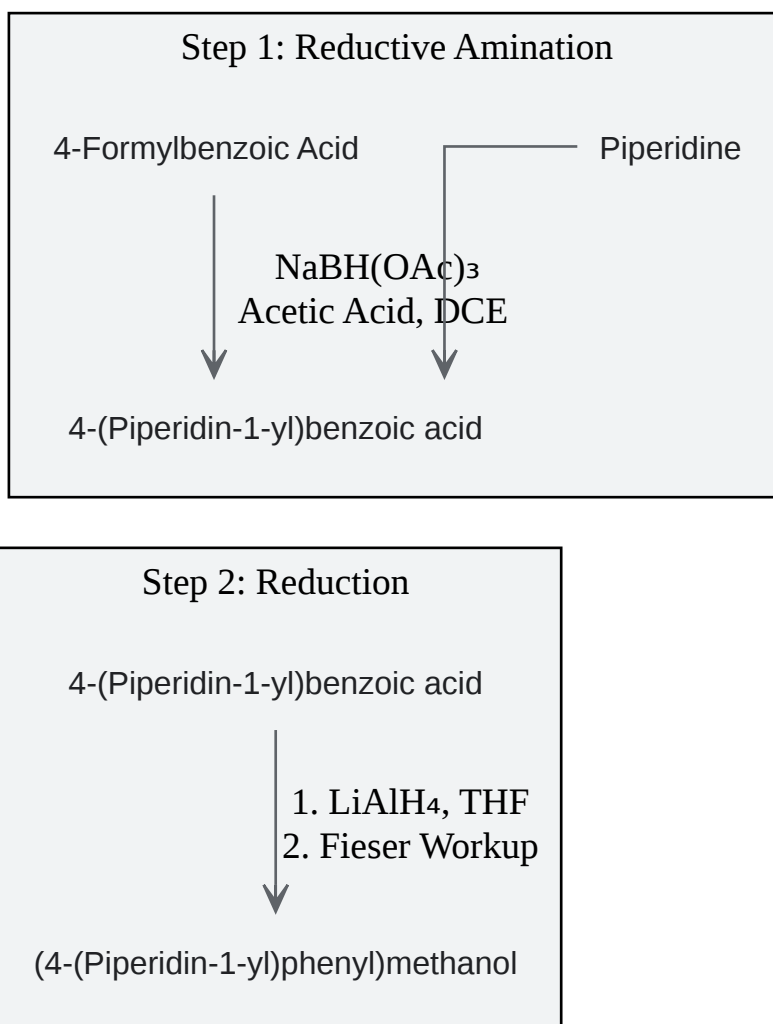 Step 1: Reductive Amination
4-Formylbenzoic Acid
Piperidine
NaBH(OAc)₃
Acetic Acid, DCE
4-(Piperidin-1-yl)benzoic acid
Step 2: Reduction
4-(Piperidin-1-yl)benzoic acid
1. LiAlH₄, THF
2. Fieser Workup
(4-(Piperidin-1-yl)phenyl)methanol